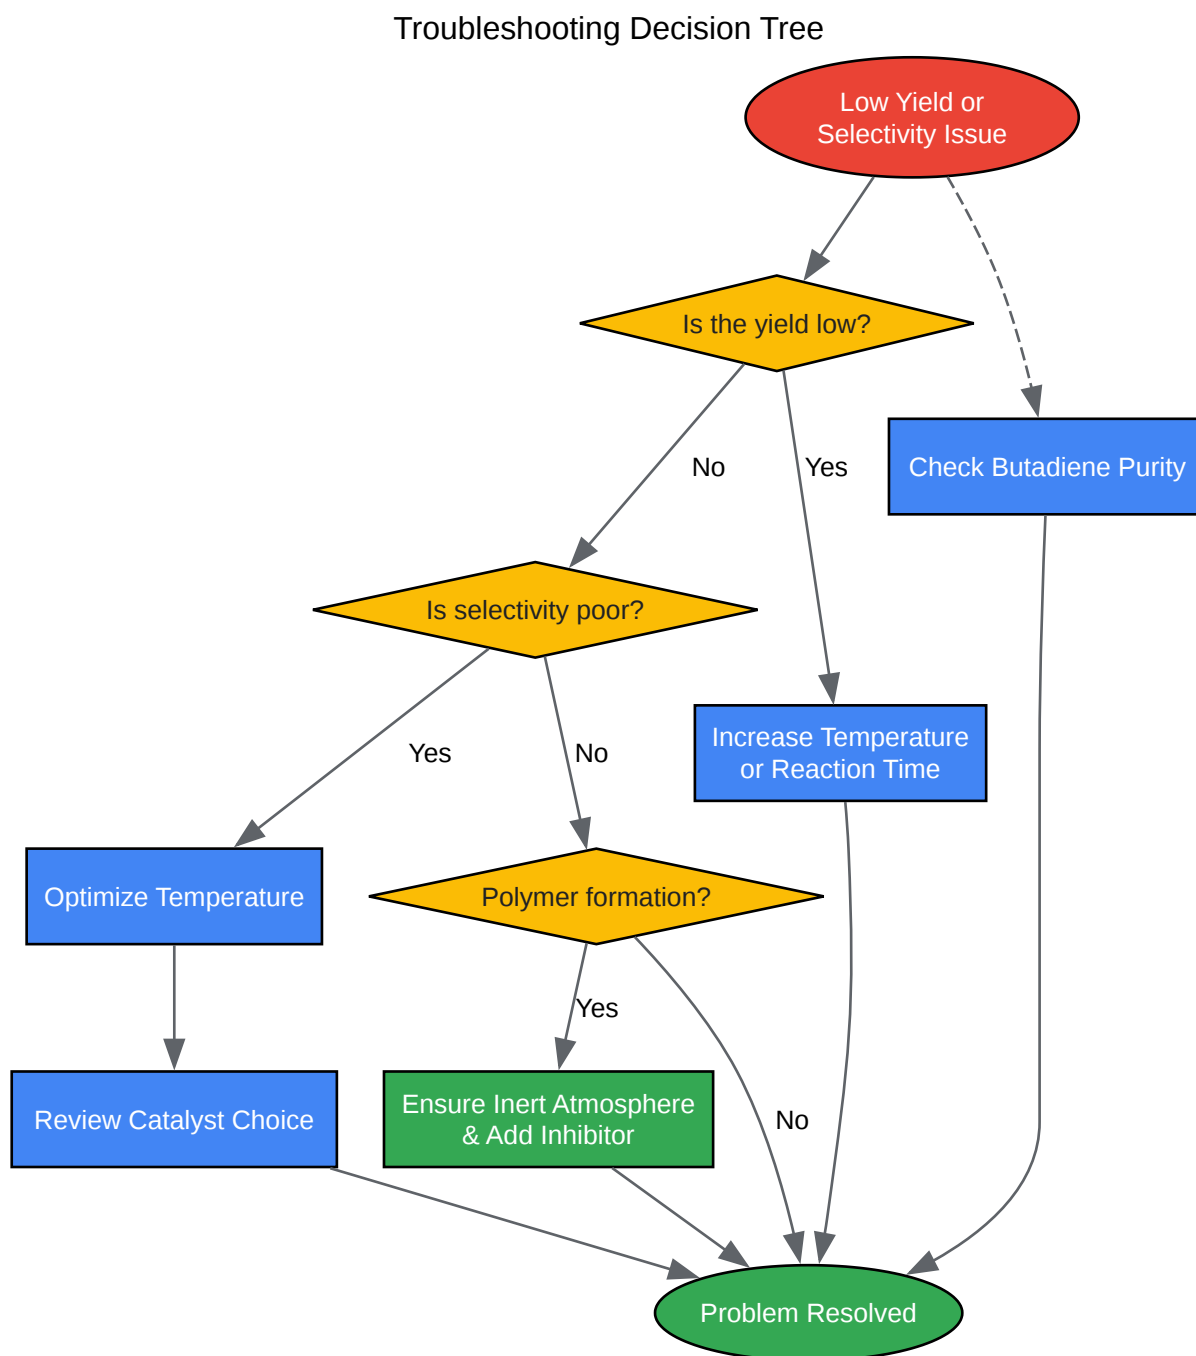 Troubleshooting Decision Tree
Low Yield or
Selectivity Issue
Is the yield low?
No
Yes
Check Butadiene Purity
Is selectivity poor?
Yes
No
Increase Temperature
or Reaction Time
Optimize Temperature
Polymer formation?
Yes
No
Review Catalyst Choice
Ensure Inert Atmosphere
& Add Inhibitor
Problem Resolved